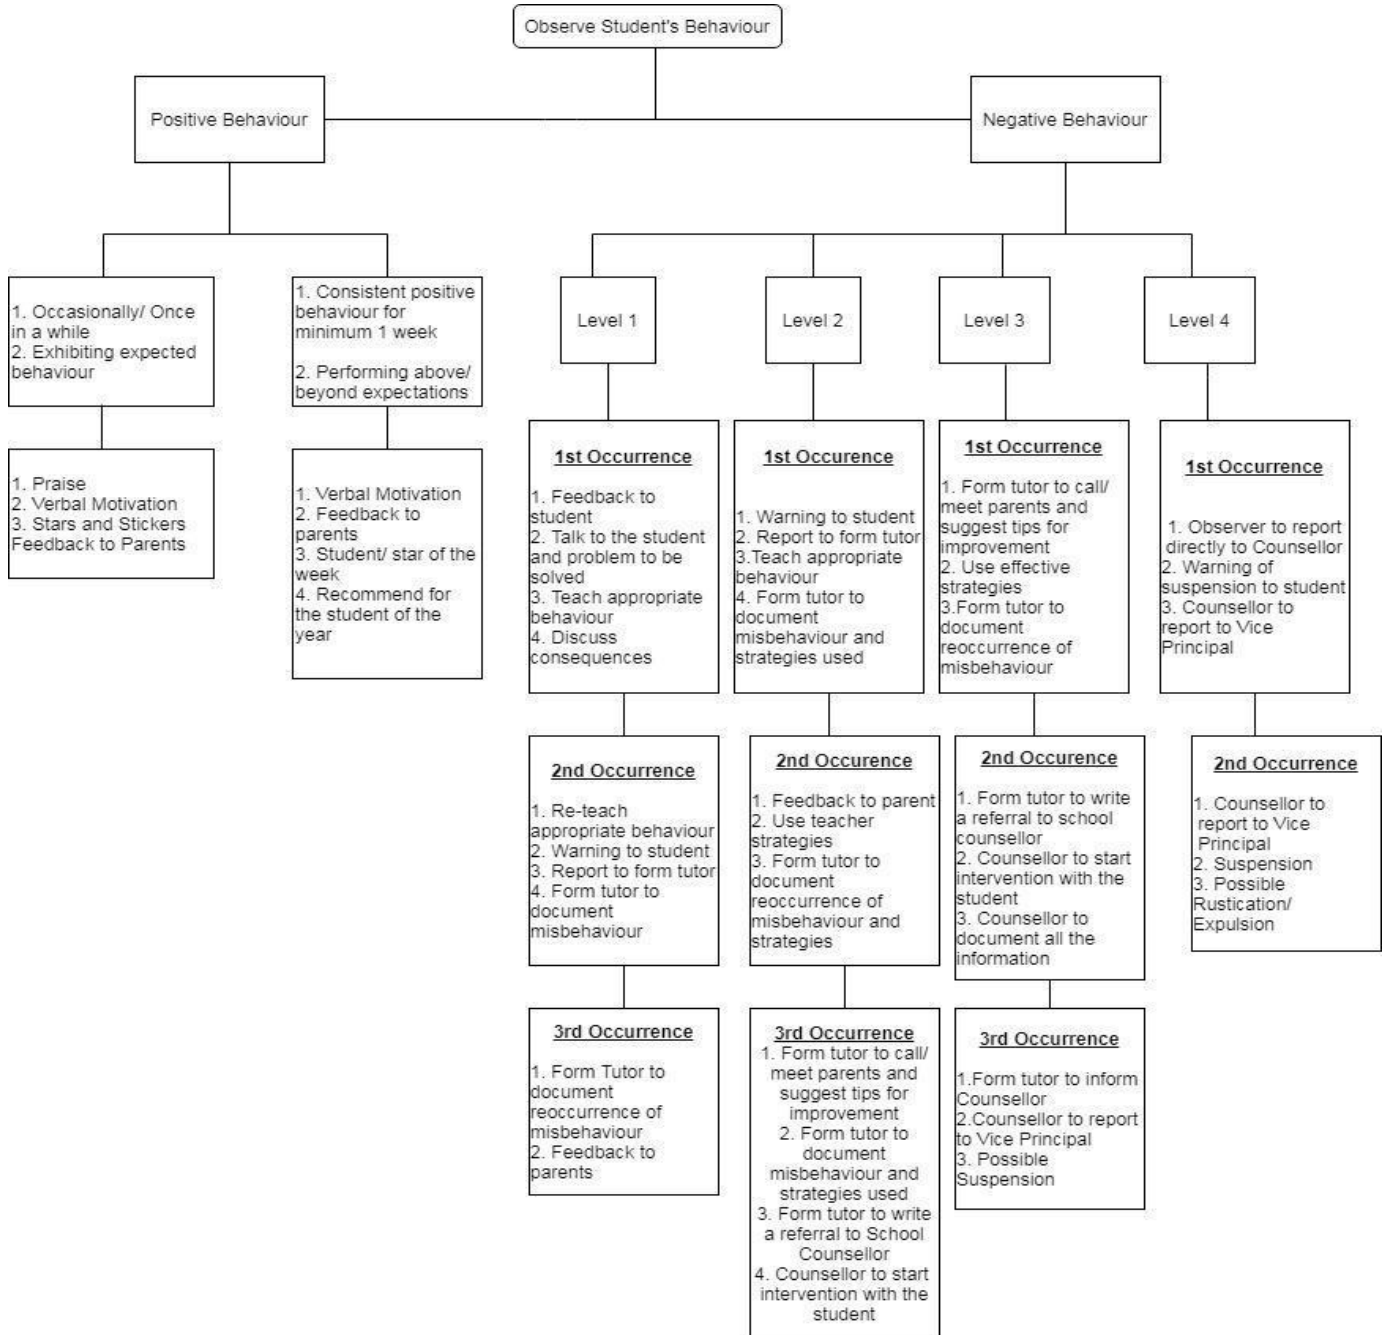 Observe Student's Behaviour
Positive Behaviour
Negative Behaviour
1. Occasionally/ Once
in a while
2. Exhibiting expected
behaviour
1. Consistent positive
behaviour for
minimum 1 week
2. Performing above/
beyond expectations
Level 1
Level 2
Level 3
Level 4
1. Praise
2. Verbal Motivation
3. Stars and Stickers
Feedback to Parents
1. Verbal Motivation
2. Feedback to
parents
3. Student/ star of the
week
4. Recommend for
the student of the
year
1st Occurrence
1. Feedback to
student
2. Talk to the student
and problem to be
solved
3. Teach appropriate
behaviour
4. Discuss
consequences
1st Occurrence
1. Warning to student
2. Report to form tutor
3.Teach appropriate
behaviour
4. Form tutor to
document
misbehaviour and
strategies used
1st Occurrence
1. Form tutor to call/
meet parents and
suggest tips for
improvement
2. Use effective
strategies
3.Form tutor to
document
reoccurrence of
misbehaviour
1st Occurrence
1. Observer to report
directly to Counsellor
2. Warning of
suspension to student
3. Counsellor to
report to Vice
Principal
2nd Occurrence
1. Re-teach
appropriate behaviour
2. Warning to student
3. Report to form tutor
4. Form tutor to
document
misbehaviour
2nd Occurence
1. Feedback to parent
2. Use teacher
strategies
3. Form tutor to
document
reoccurrence of
misbehaviour and
strategies
2nd Occurrence
1. Form tutor to write
a referral to school
counsellor
2. Counsellor to start
intervention with the
student
3. Counsellor to
document all the
information
2nd Occurrence
1. Counsellor to
report to Vice
Principal
2. Suspension
3. Possible
Rustication/
Expulsion
3rd Occurrence
1. Form Tutor to
document
reoccurrence of
misbehaviour
2. Feedback to
parents
3rd Occurrence
1. Form tutor to call/
meet parents and
suggest tips for
improvement
2. Form tutor to
document
misbehaviour and
strategies used
3. Form tutor to write
a referral to School
Counsellor
4. Counsellor to start
intervention with the
student
3rd Occurrence
1.Form tutor to inform
Counsellor
2.Counsellor to report
to Vice Principal
3. Possible
Suspension